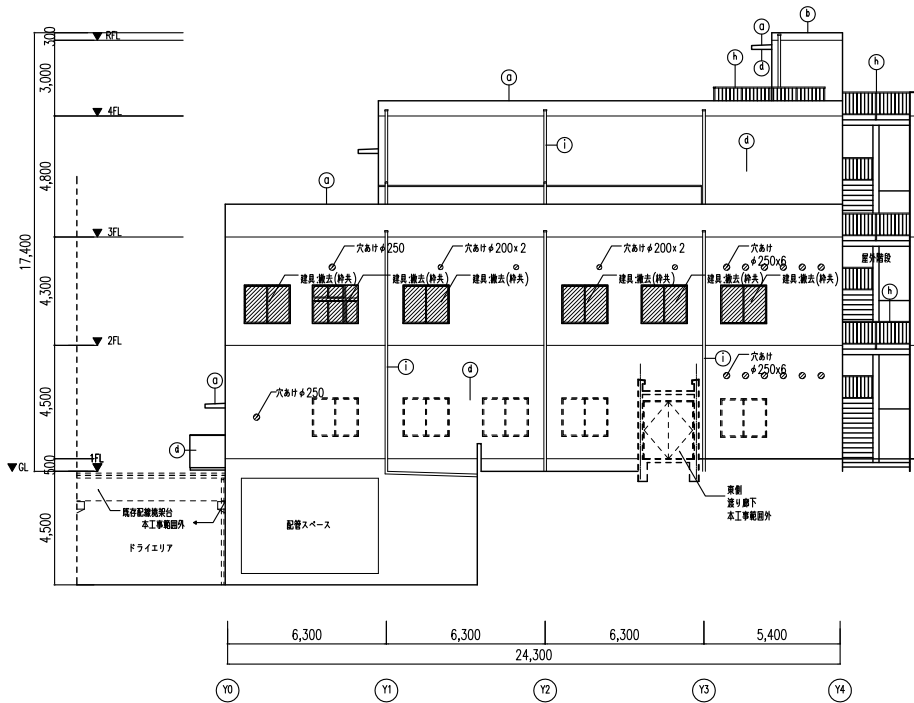 b
a
d
h
h
300
RFL
3,000
a
4FL
i
d
4,800
a
17,400
3FL
穴あけφ250
穴あけφ200x2
穴あけφ200x2
穴あけ
φ250x6
屋外階段
建具:撤去(枠共)
建具:撤去(枠共)
建具:撤去(枠共)
建具:撤去(枠共)
建具:撤去(枠共)
建具:撤去(枠共)
4,300
h
2FL
i
d
i
穴あけ
φ250x6
a
穴あけφ250
4,500
d
1FL
GL
500
東側
渡り廊下
本工事範囲外
既存配線橋架台
本工事範囲外
配管スペース
ドライエリア
4,500
6,300
6,300
6,300
5,400
24,300
Y0
Y1
Y2
Y3
Y4